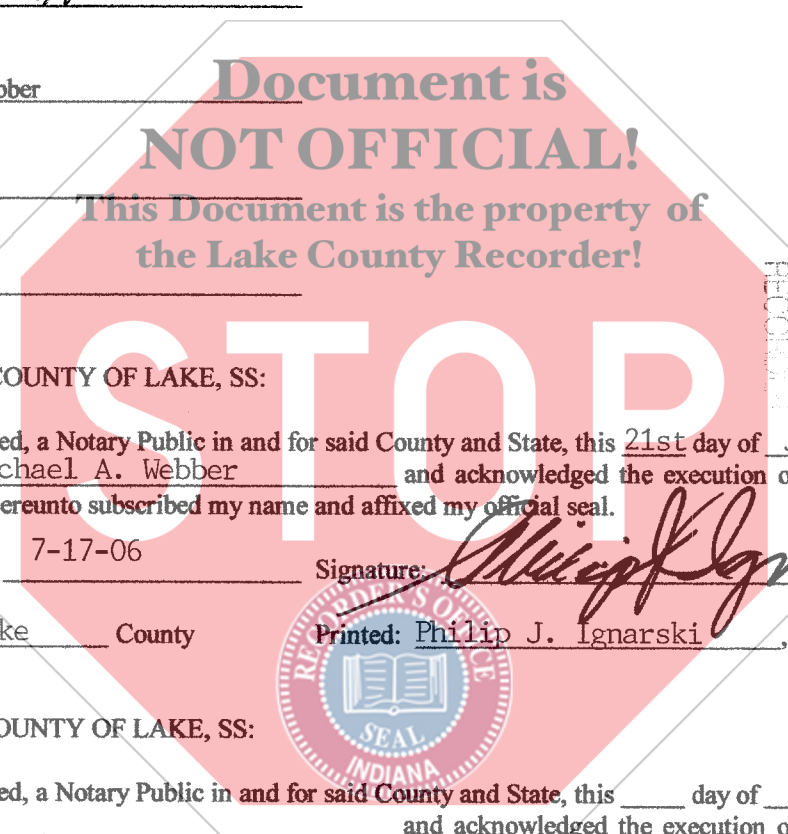 bber
Document is
NOT OFFICIAL!
This Document is the property of
the Lake County Recorder!
STOP
COUNTY OF LAKE, SS:
ed, a Notary Public in and for said County and State, this 21st day of
chael A. Webber and acknowledged the execution o
ereunto subscribed my name and affixed my official seal.
7-17-06
Signature:
ke County Printed: Philip J. Ignarski,
RECORDER'S OFFICE
SEAL
INDIANA
OUNTY OF LAKE, SS:
ed, a Notary Public in and for said County and State, this day of
and acknowledged the execution o